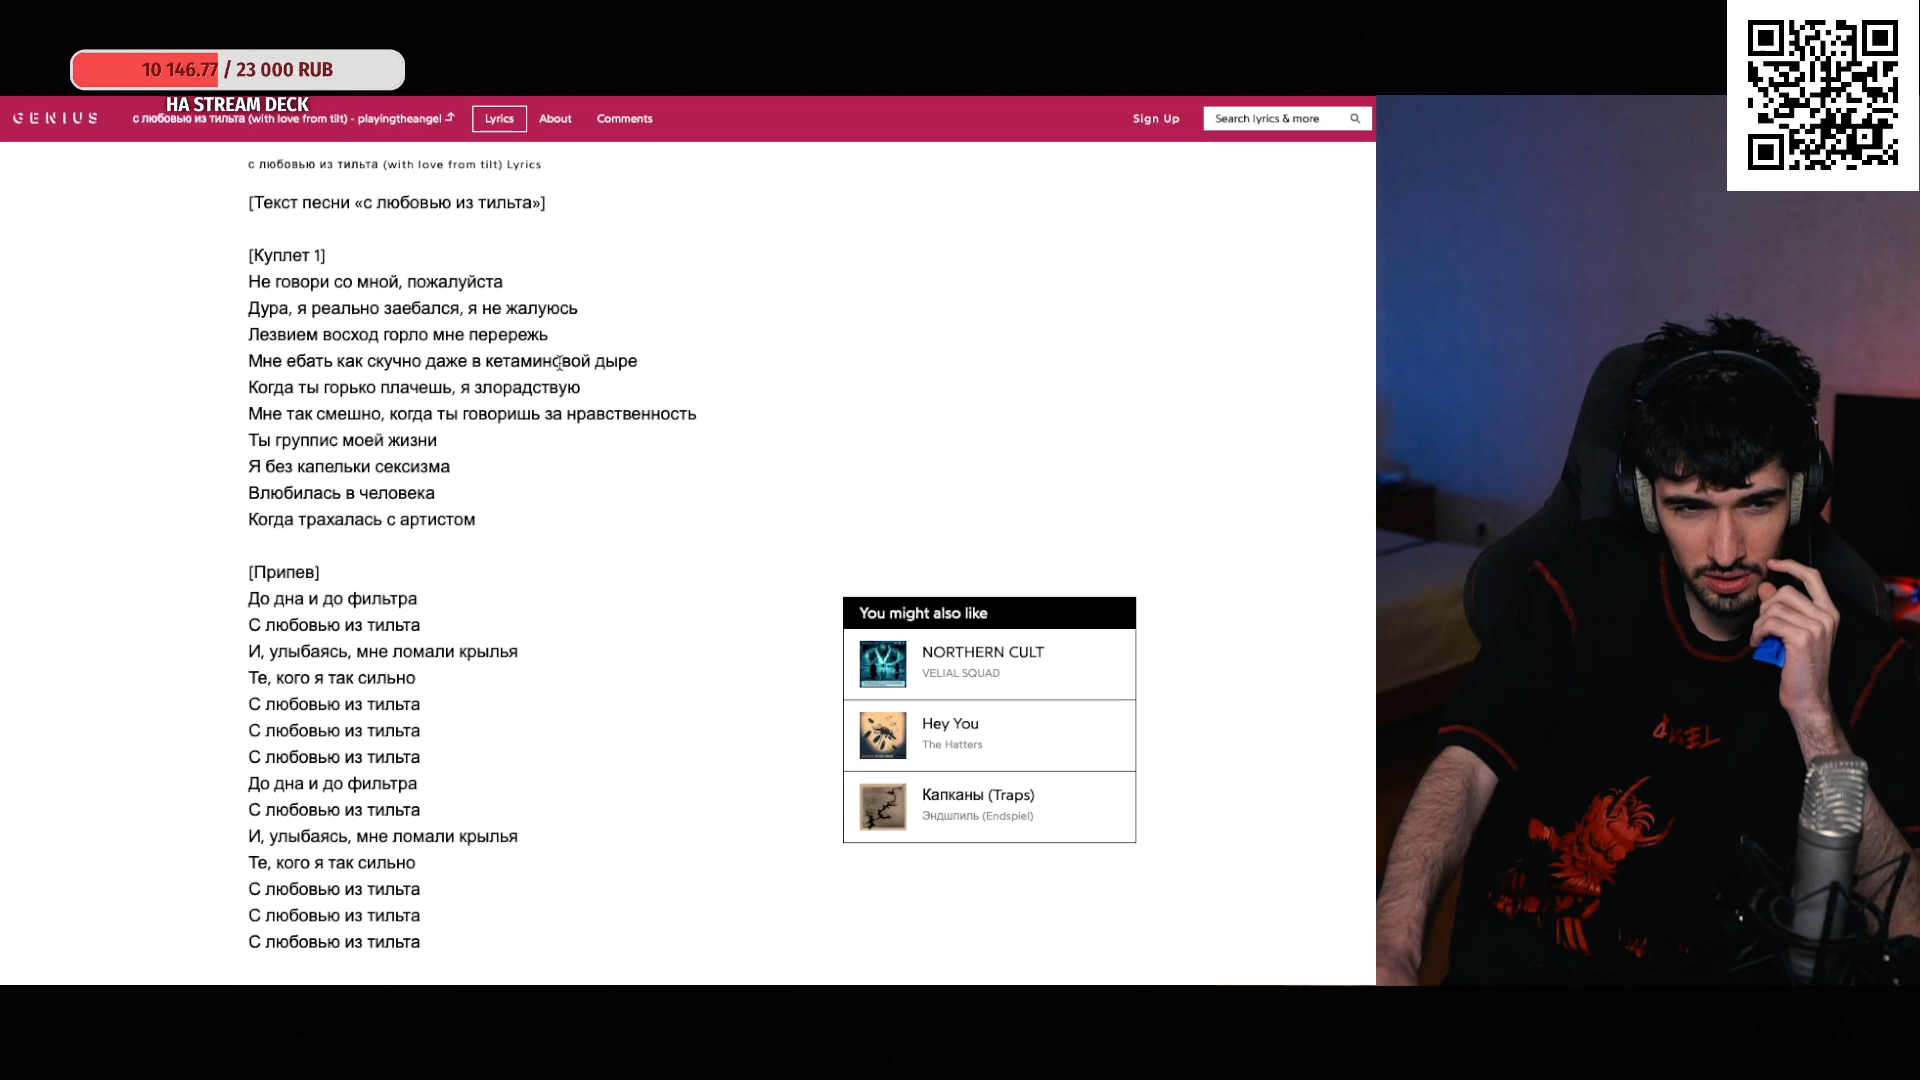 10 146.77 / 23 000 RUB
НА STREAM DECK
GENIUS
с любовью из тильта (with love from tilt) - playingtheangel
Lyrics
About
Comments
Sign Up
Search lyrics & more
с любовью из тильта (with love from tilt) Lyrics
[Текст песни «с любовью из тильта»]
[Куплет 1]
Не говори со мной, пожалуйста
Дура, я реально заебался, я не жалуюсь
Лезвием восход горло мне перережь
Мне ебать как скучно даже в кетаминовой дыре
Когда ты горько плачешь, я злорадствую
Мне так смешно, когда ты говоришь за нравственность
Ты группис моей жизни
Я без капельки сексизма
Влюбилась в человека
Когда трахалась с артистом
[Припев]
До дна и до фильтра
С любовью из тильта
И, улыбаясь, мне ломали крылья
Те, кого я так сильно
С любовью из тильта
С любовью из тильта
С любовью из тильта
До дна и до фильтра
С любовью из тильта
И, улыбаясь, мне ломали крылья
Те, кого я так сильно
С любовью из тильта
С любовью из тильта
С любовью из тильта
You might also like
NORTHERN CULT
VELIAL SQUAD
Hey You
The Hatters
Капканы (Traps)
Эндшпиль (Endspiel)